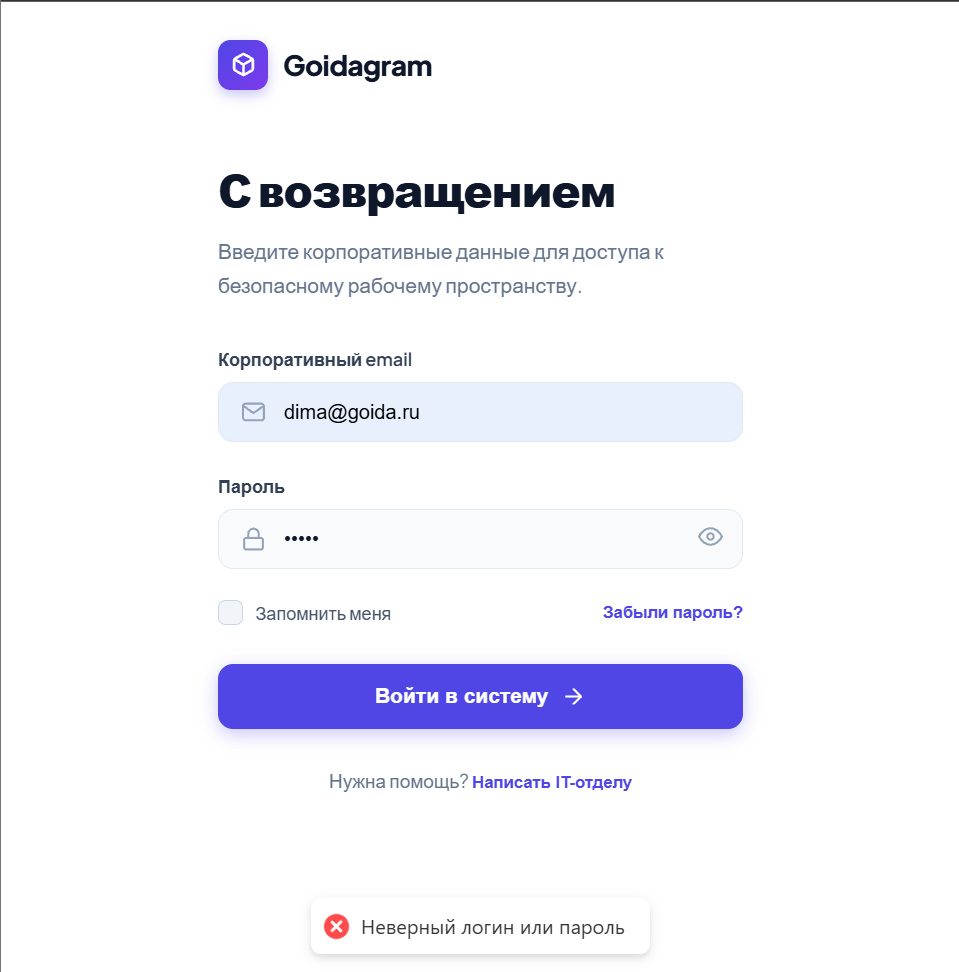 Goidagram
С возвращением
Введите корпоративные данные для доступа к
безопасному рабочему пространству.
Корпоративный email
dima@goida.ru
Пароль
•••••
Запомнить меня
Забыли пароль?
Войти в систему →
Нужна помощь? Написать IT-отделу
Неверный логин или пароль